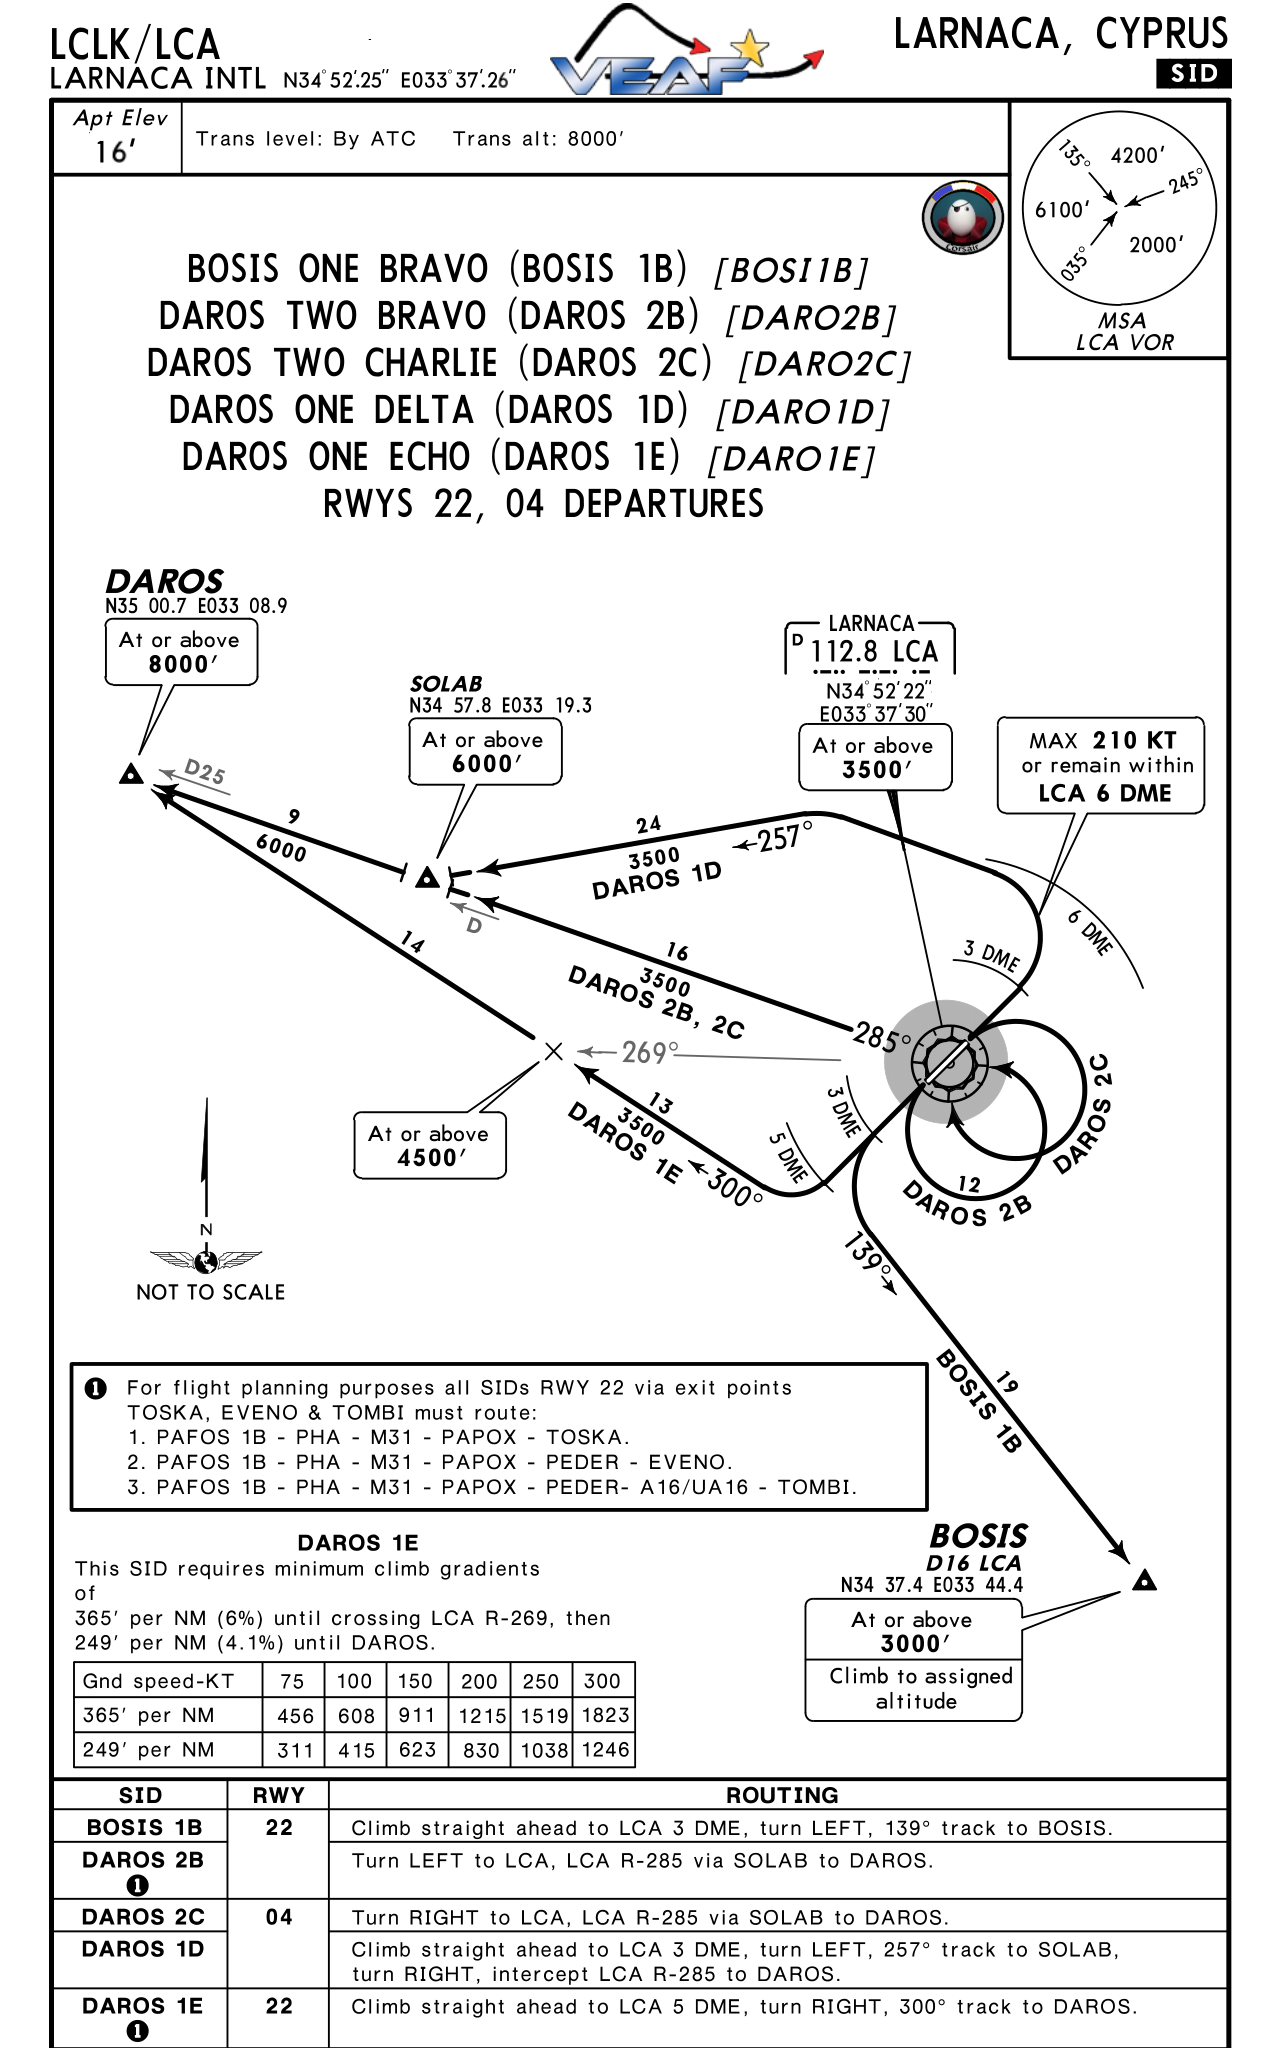 LCLK/LCA
LARNACA INTL N34°52'.25" E033°37'.26"
VEAF
LARNACA, CYPRUS
SID
Apt Elev
16'
Trans level: By ATC Trans alt: 8000'
135°
4200'
245°
6100'
2000'
035°
MSA
LCA VOR
Corsair
BOSIS ONE BRAVO (BOSIS 1B) [BOSI1B]
DAROS TWO BRAVO (DAROS 2B) [DARO2B]
DAROS TWO CHARLIE (DAROS 2C) [DARO2C]
DAROS ONE DELTA (DAROS 1D) [DARO1D]
DAROS ONE ECHO (DAROS 1E) [DARO1E]
RWYS 22, 04 DEPARTURES
DAROS
N35 00.7 E033 08.9
At or above
8000'
SOLAB
N34 57.8 E033 19.3
At or above
6000'
LARNACA
D 112.8 LCA
N34°52'22"
E033°37'30"
At or above
3500'
MAX 210 KT
or remain within
LCA 6 DME
D25
9
6000
24
3500
257°
DAROS 1D
D
6 DME
3 DME
14
16
3500
DAROS 2B, 2C
285°
269°
At or above
4500'
13
3500
DAROS 1E
300°
3 DME
5 DME
DAROS 2C
12
DAROS 2B
139°
N
NOT TO SCALE
19
BOSIS 1B
1 For flight planning purposes all SIDs RWY 22 via exit points
TOSKA, EVENO & TOMBI must route:
1. PAFOS 1B - PHA - M31 - PAPOX - TOSKA.
2. PAFOS 1B - PHA - M31 - PAPOX - PEDER - EVENO.
3. PAFOS 1B - PHA - M31 - PAPOX - PEDER- A16/UA16 - TOMBI.
BOSIS
D16 LCA
N34 37.4 E033 44.4
At or above
3000'
Climb to assigned
altitude
DAROS 1E
This SID requires minimum climb gradients
of
365' per NM (6%) until crossing LCA R-269, then
249' per NM (4.1%) until DAROS.
Gnd speed-KT 75 100 150 200 250 300
365' per NM 456 608 911 1215 1519 1823
249' per NM 311 415 623 830 1038 1246
SID RWY ROUTING
BOSIS 1B 22 Climb straight ahead to LCA 3 DME, turn LEFT, 139° track to BOSIS.
DAROS 2B Turn LEFT to LCA, LCA R-285 via SOLAB to DAROS.
1
DAROS 2C 04 Turn RIGHT to LCA, LCA R-285 via SOLAB to DAROS.
DAROS 1D Climb straight ahead to LCA 3 DME, turn LEFT, 257° track to SOLAB,
turn RIGHT, intercept LCA R-285 to DAROS.
DAROS 1E 22 Climb straight ahead to LCA 5 DME, turn RIGHT, 300° track to DAROS.
1